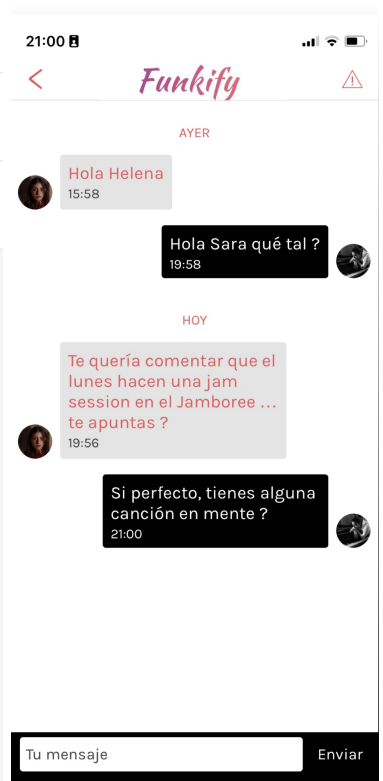 21:00
Funkify
AYER
Hola Helena
15:58
Hola Sara qué tal ?
19:58
HOY
Te quería comentar que el
lunes hacen una jam
session en el Jamboree ...
te apuntas ?
19:56
Si perfecto, tienes alguna
canción en mente ?
21:00
Tu mensaje
Enviar